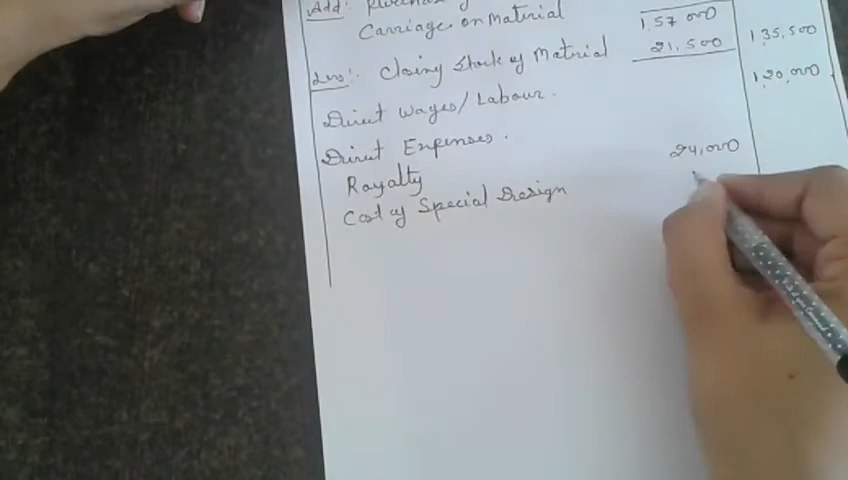 Add:
Carriage on Material 1,57,000
Less:- Closing Stock of Material 21,500 1,35,500
Direct Wages/Labour. 1,20,000
Direct Expenses.
Royalty 24,000
Cost of Special Design